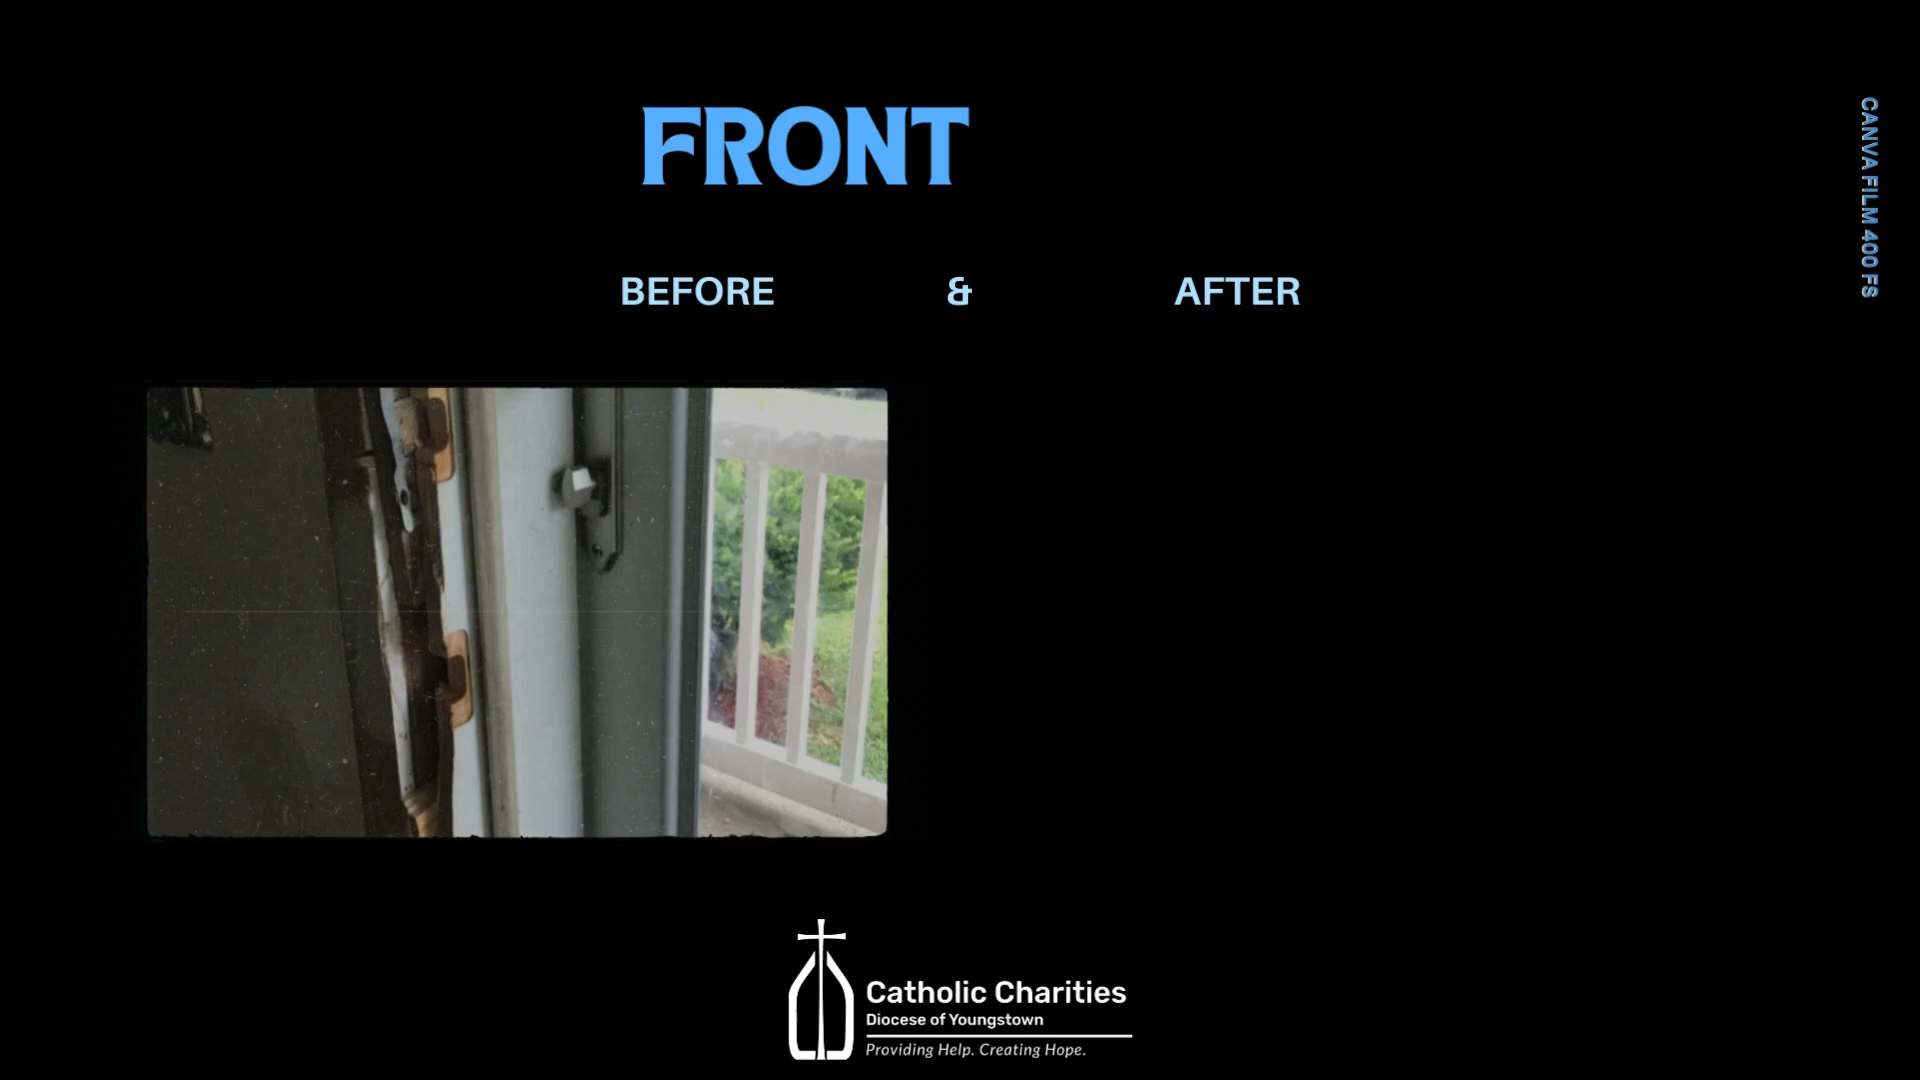 FRONT
BEFORE & AFTER
CANVA FILM 400 FS
Catholic Charities
Diocese of Youngstown
Providing Help. Creating Hope.